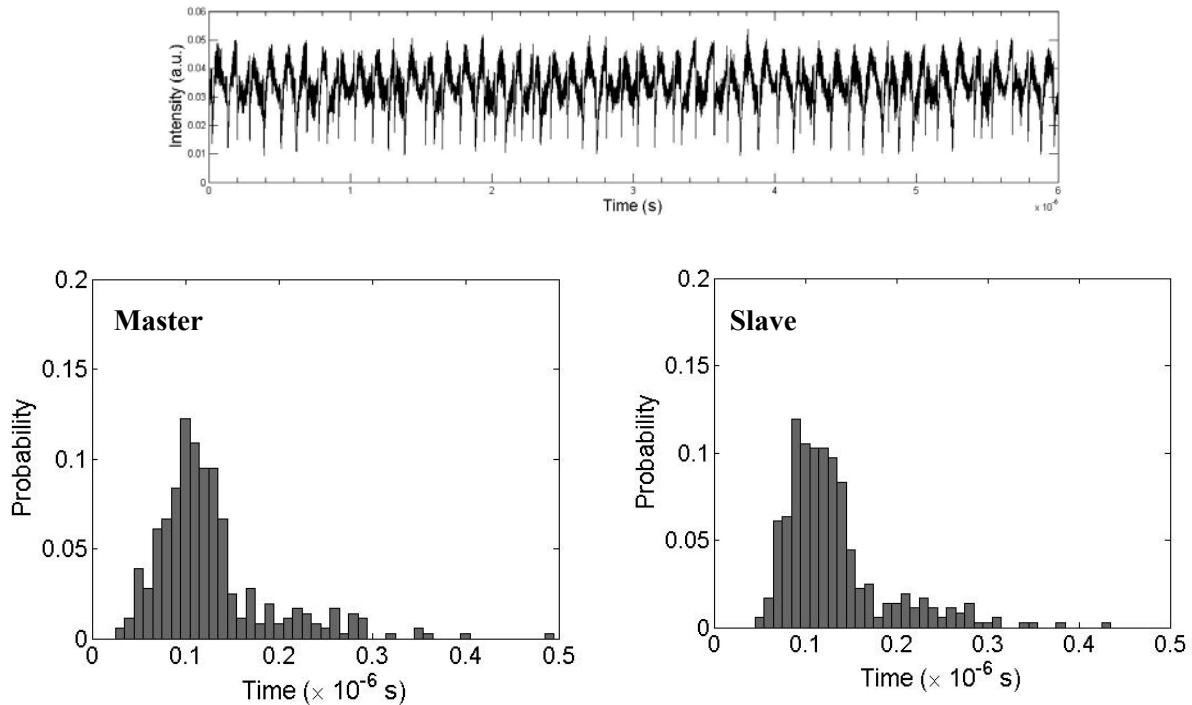 0.06
0.05
0.04
0.03
0.02
0.01
0
Intensity (a.u.)
0 1 2 3 4 5 6
Time (s)
× 10⁻⁶
0.2
0.15
0.1
0.05
0
Probability
Master
0 0.1 0.2 0.3 0.4 0.5
Time (× 10⁻⁶ s)
0.2
0.15
0.1
0.05
0
Probability
Slave
0 0.1 0.2 0.3 0.4 0.5
Time (× 10⁻⁶ s)